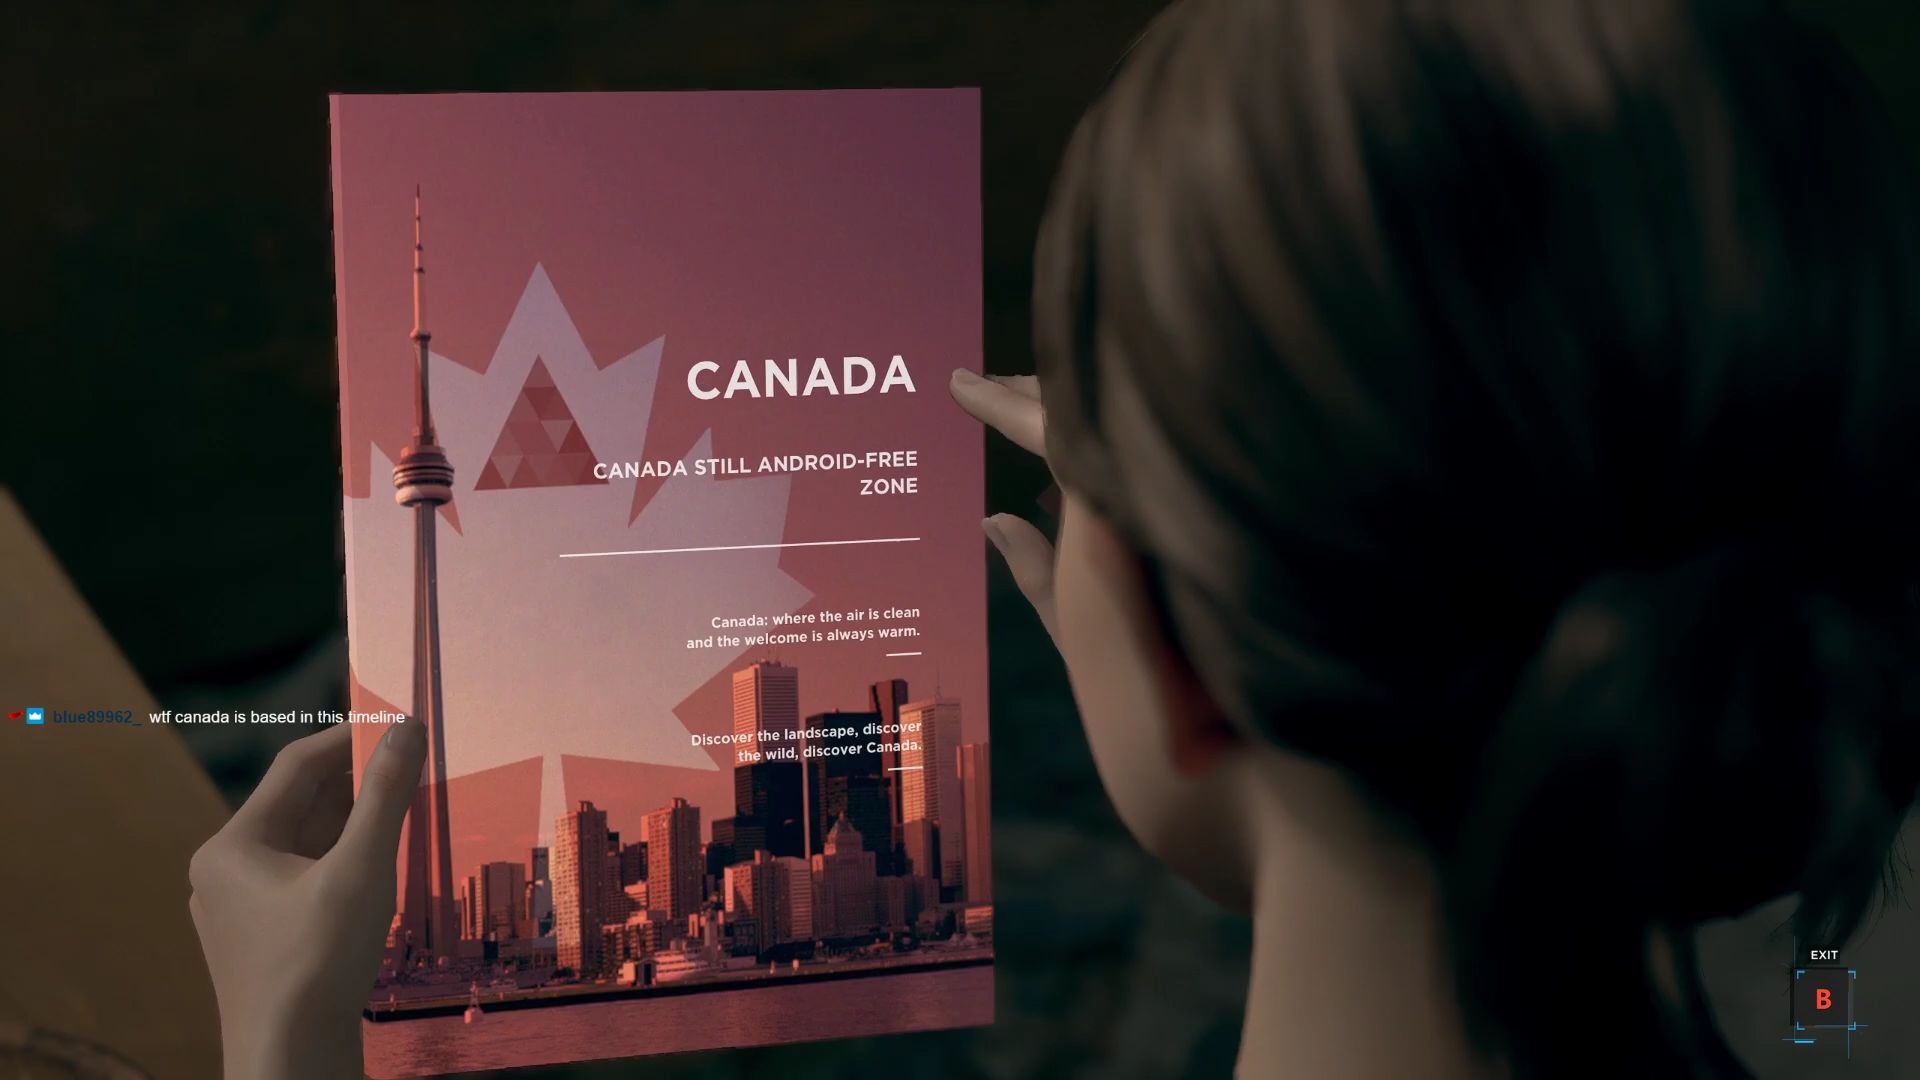 CANADA
CANADA STILL ANDROID-FREE
ZONE
Canada: where the air is clean
and the welcome is always warm.
Discover the landscape, discover
the wild, discover Canada.
blue89962_ wtf canada is based in this timeline
EXIT
B